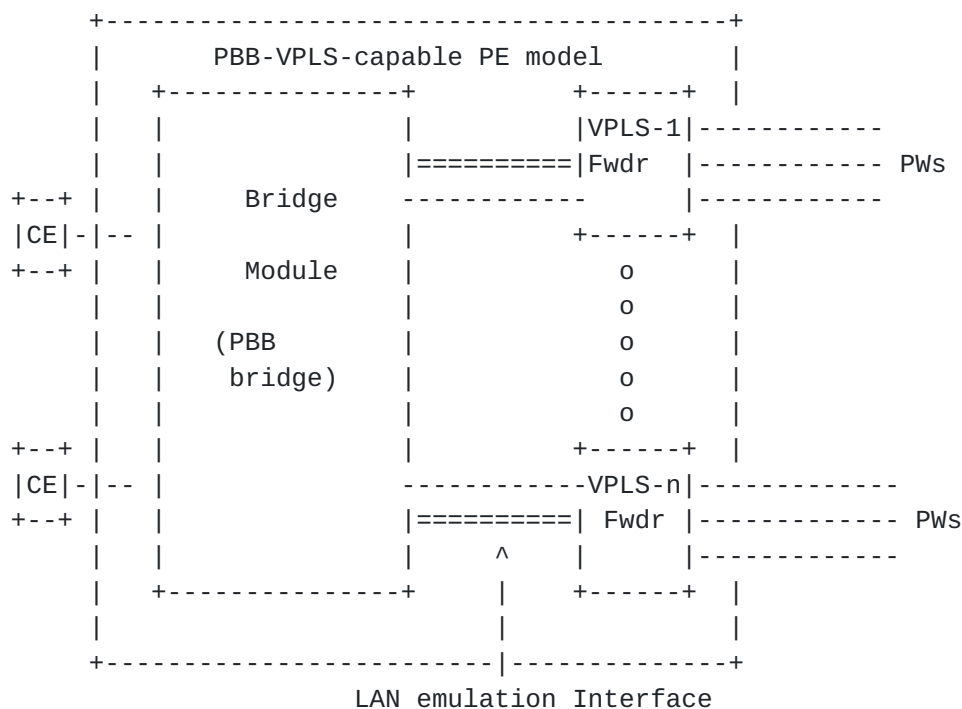 PBB-VPLS-capable PE model
VPLS-1
Fwdr PWs
Bridge
CE
Module o
o
(PBB o
bridge) o
o
CE VPLS-n
Fwdr PWs
^
LAN emulation Interface